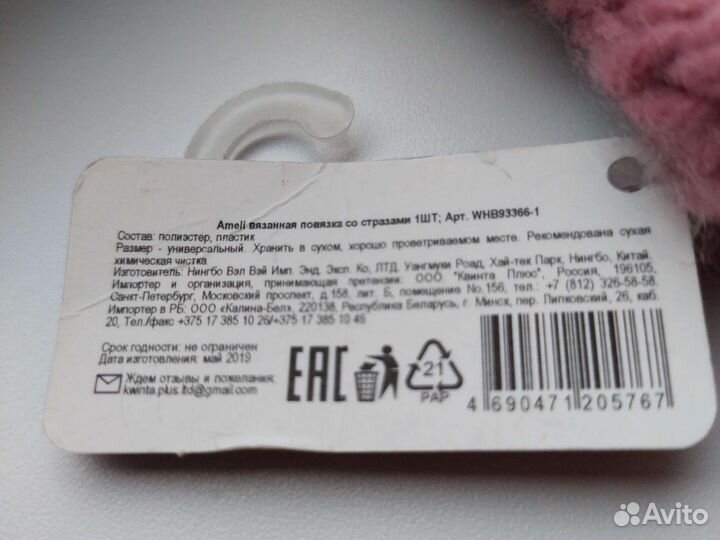 Ameli вязанная повязка со стразами 1ШТ; Арт. WHB93366-1
Состав: полиэстер, пластик
Размер - универсальный. Хранить в сухом, хорошо проветриваемом месте. Рекомендована сухая
химическая чистка.
Изготовитель: Нингбо Вэл Вэй Имп. Энд. Эксп. Ко, ЛТД. Уангмуки Роад, Хай-тек Парк, Нингбо, Китай.
Импортер и организация, принимающая претензии: ООО "Квинта Плюс", Россия, 196105,
Санкт-Петербург, Московский проспект, д.158, лит. Б, помещение No.156, тел.: +7 (812) 326-58-58.
Импортер в РБ: ООО «Калина-Бел», 220138, Республика Беларусь, г. Минск, пер. Липковский, 26, каб.
20, Тел./факс +375 17 385 10 26/+37 17 385 10 46
Срок годности: не ограничен
Дата изготовления: май 2019
Ждем отзывы и пожелания:
kwinta.plus.ltd@gmail.com
EAC
21
PAP
4 690471 205767
Avito